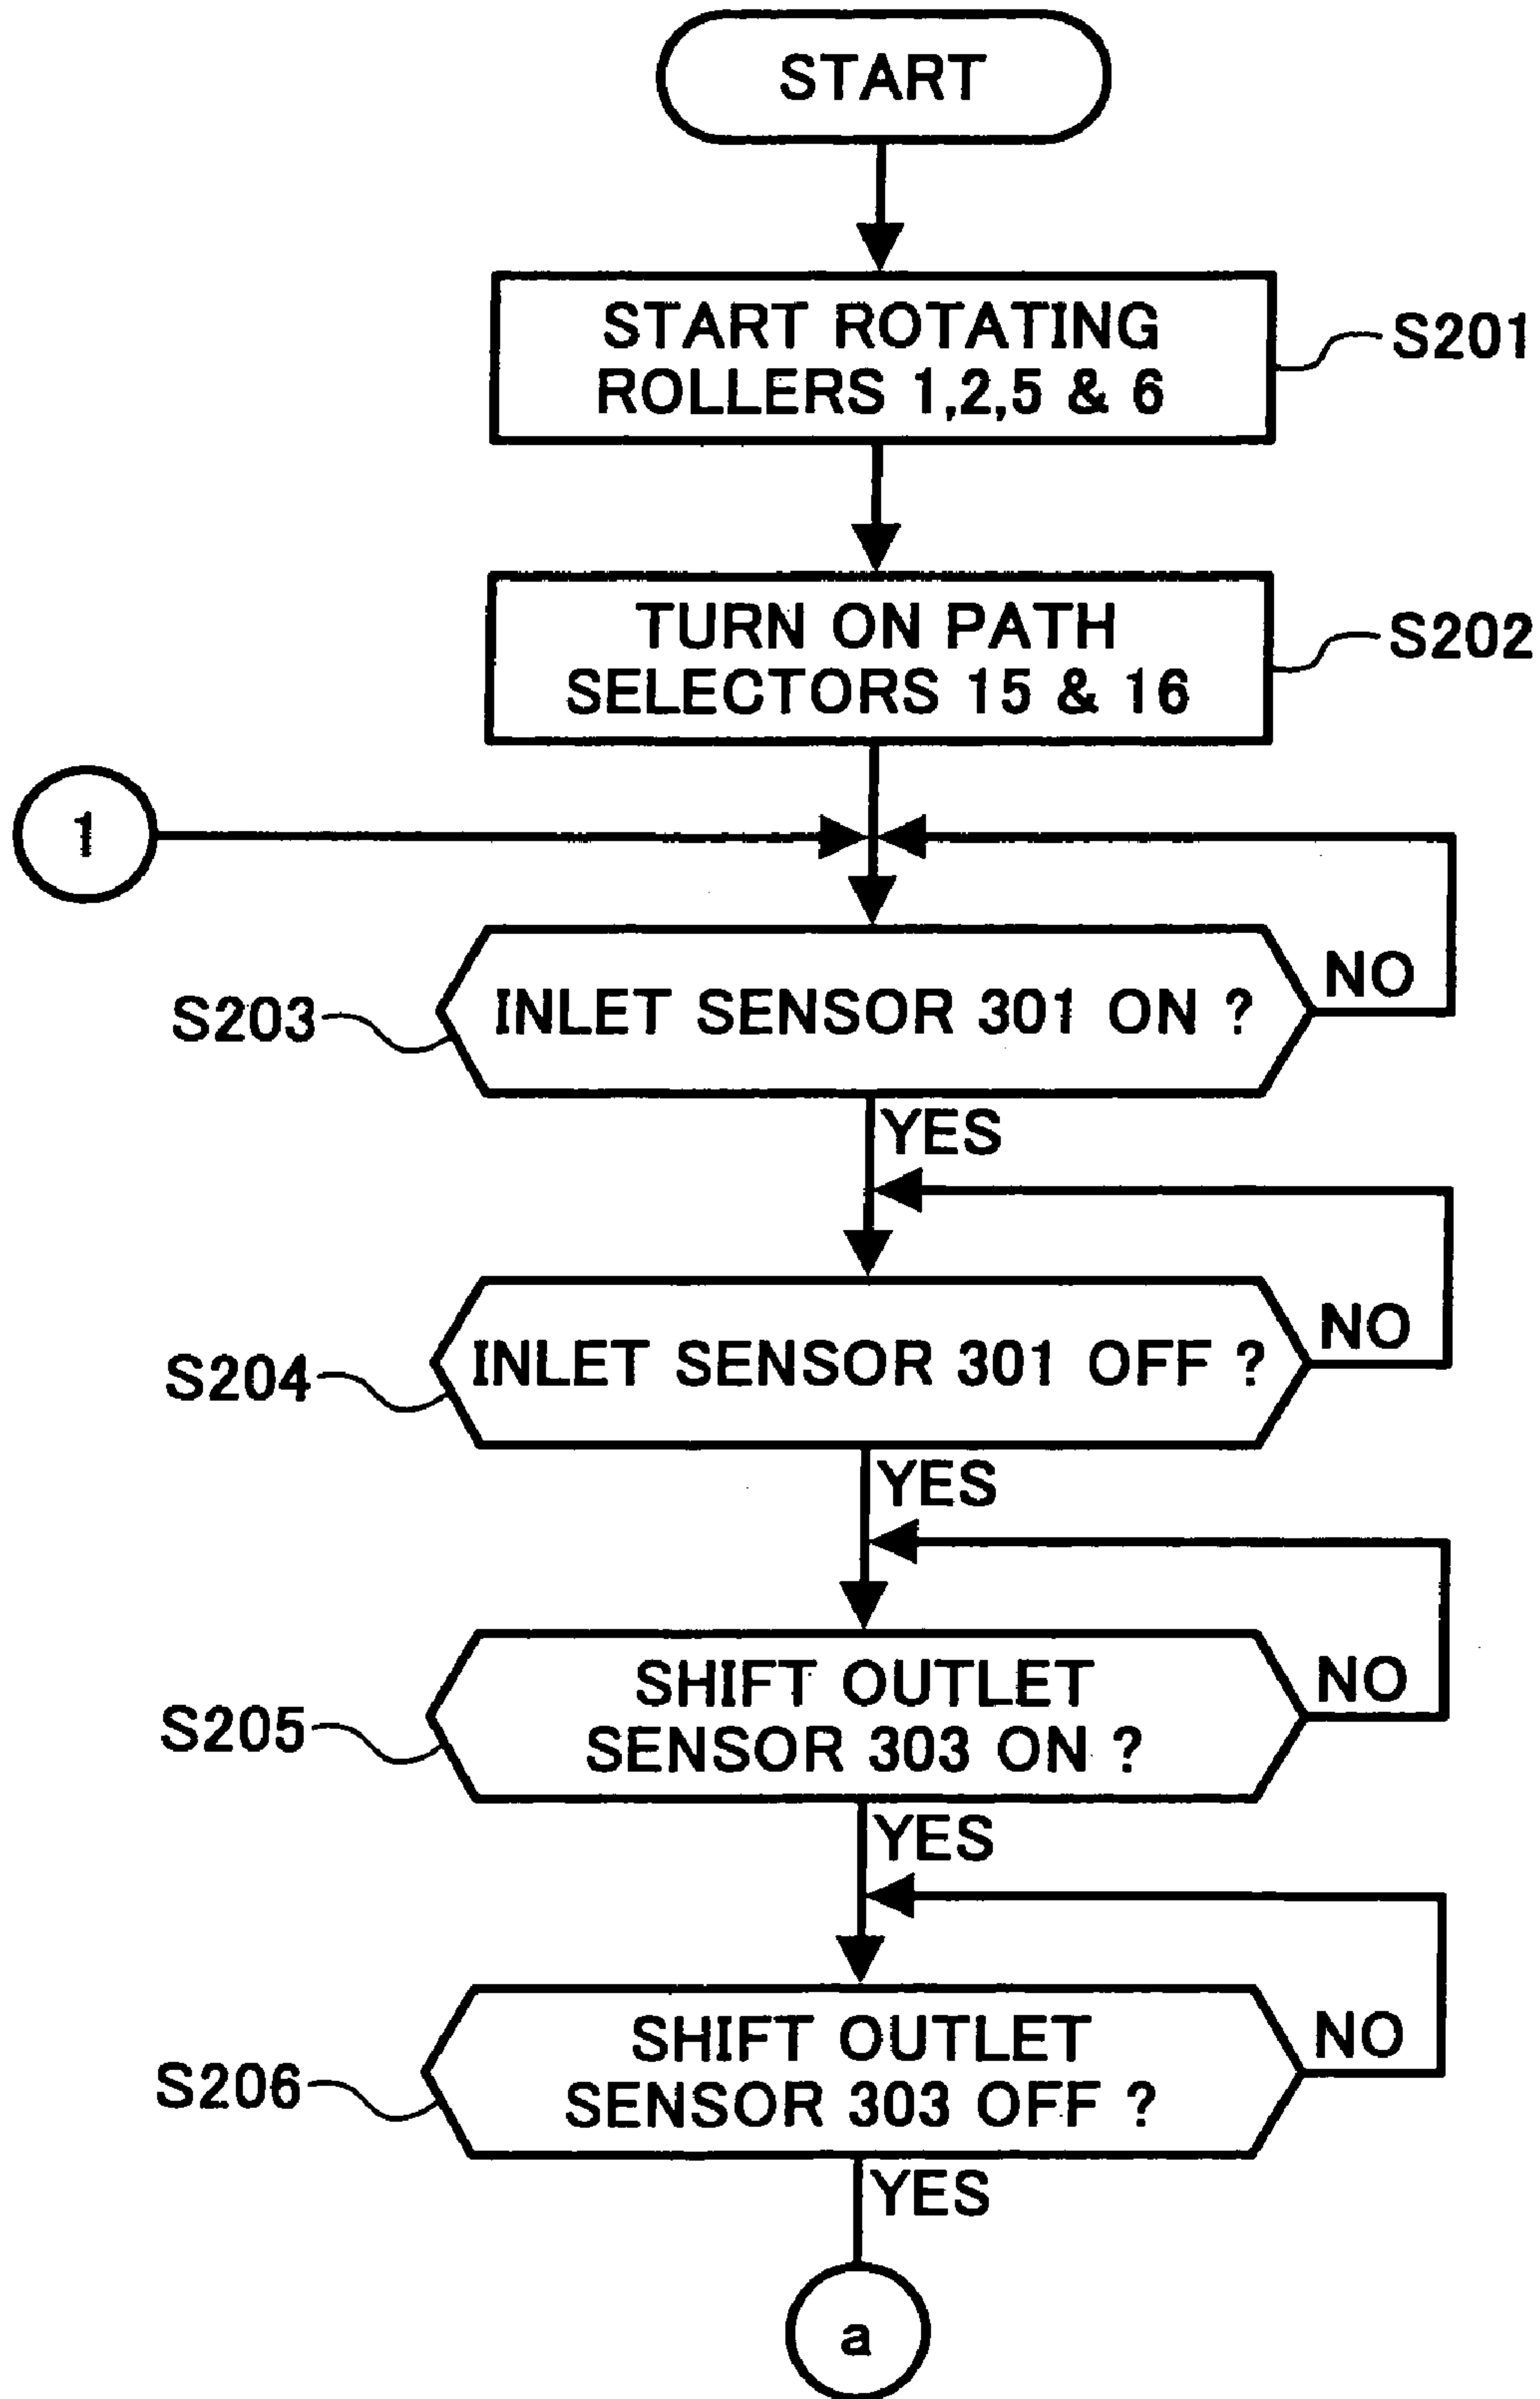 START
START ROTATING
ROLLERS 1,2,5 & 6
S201
TURN ON PATH
SELECTORS 15 & 16
S202
1
INLET SENSOR 301 ON ?
NO
S203
YES
INLET SENSOR 301 OFF ?
NO
S204
YES
SHIFT OUTLET
SENSOR 303 ON ?
NO
S205
YES
SHIFT OUTLET
SENSOR 303 OFF ?
NO
S206
YES
a